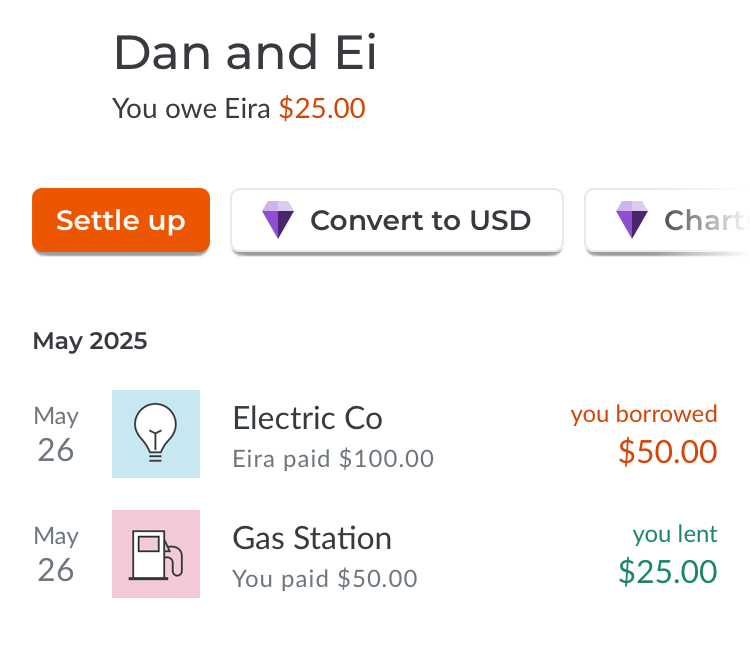 Dan and Ei
You owe Eira $25.00
Settle up
Convert to USD
Charts
May 2025
May
26
Electric Co
Eira paid $100.00
you borrowed
$50.00
May
26
Gas Station
You paid $50.00
you lent
$25.00